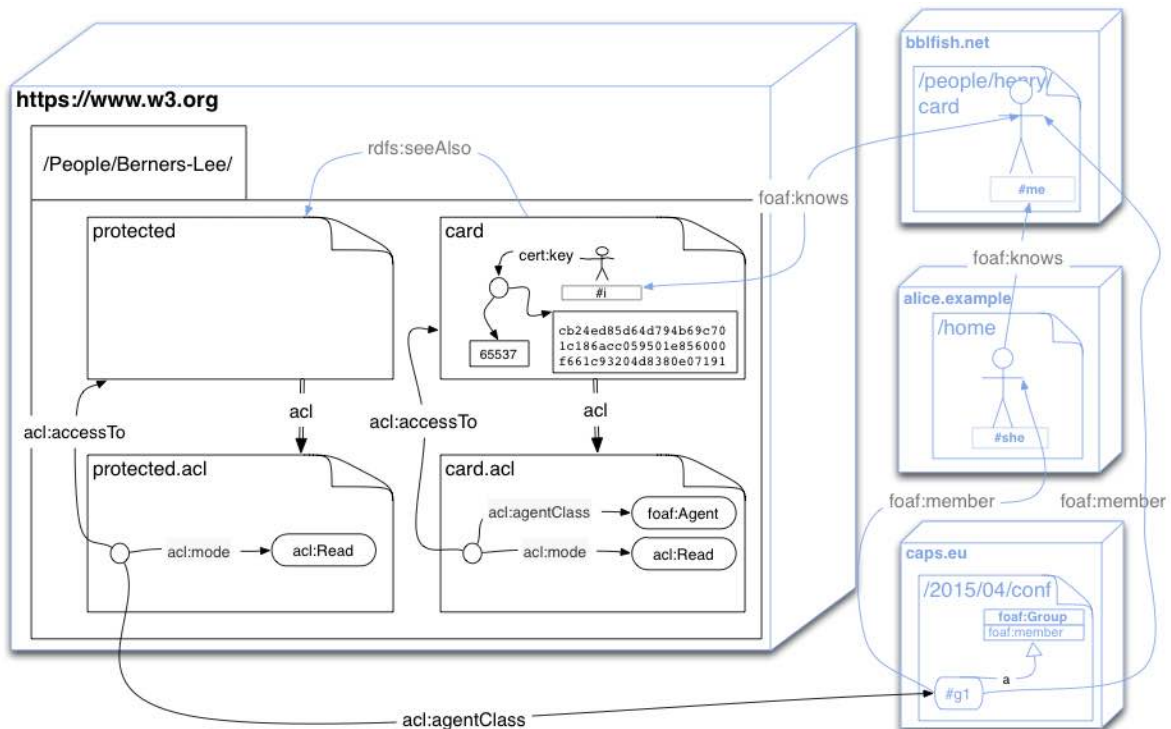 https://www.w3.org
/People/Berners-Lee/
rdfs:seeAlso
protected
card
cert:key
#i
65537
cb24ed85d64d794b69c70
1c186acc059501e856000
f661c93204d8380e07191
acl:accessTo
acl
acl:accessTo
acl
protected.acl
acl:mode
acl:Read
card.acl
acl:agentClass
foaf:Agent
acl:mode
acl:Read
acl:agentClass
foaf:knows
bblfish.net
/people/henry/
card
#me
foaf:knows
alice.example
/home
#she
foaf:member
foaf:member
caps.eu
/2015/04/conf
foaf:Group
foaf:member
a
#g1